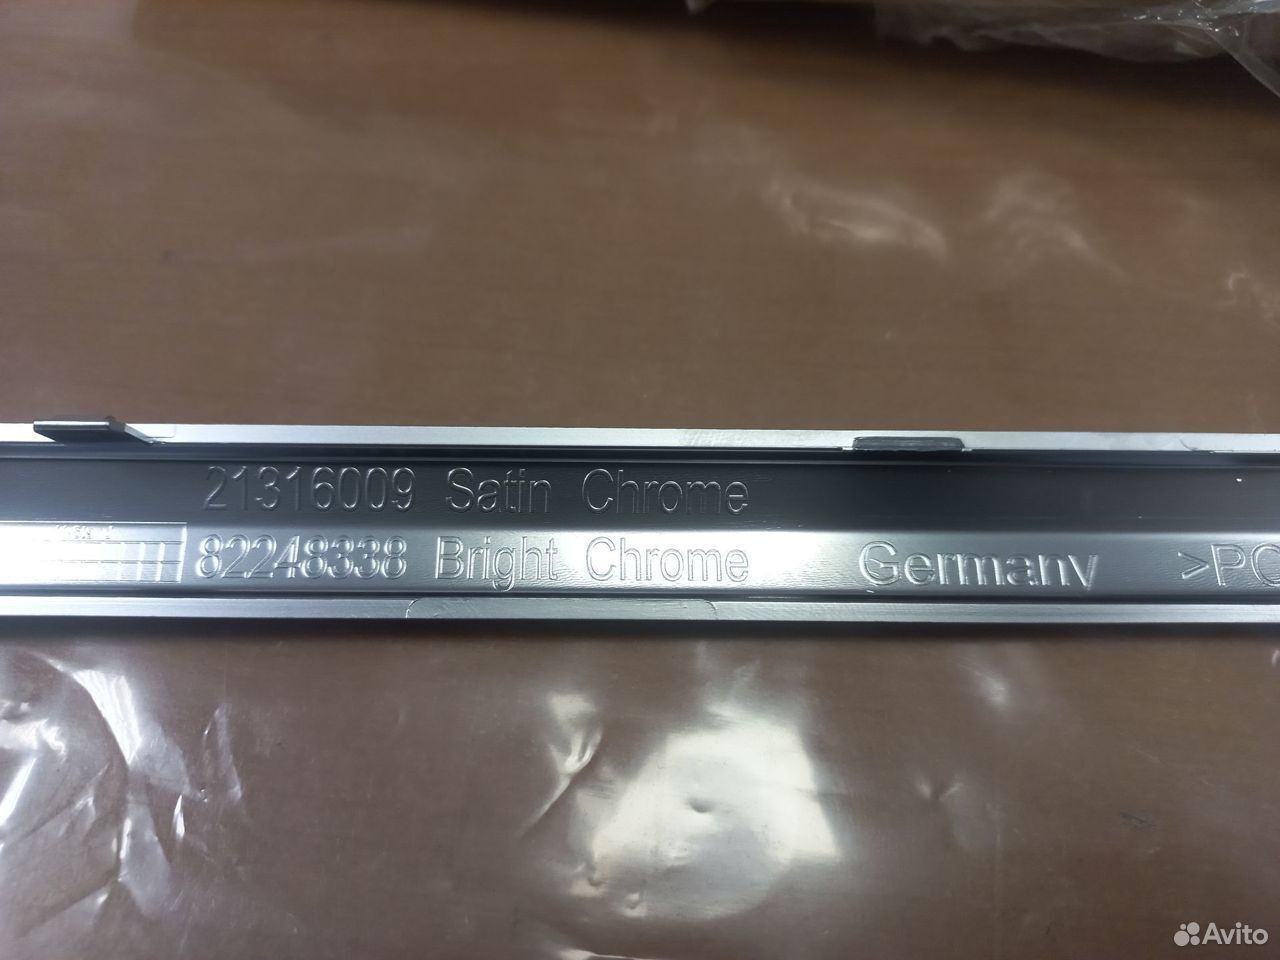 21316009 Satin Chrome
82248338 Bright Chrome Germany >PC
Avito